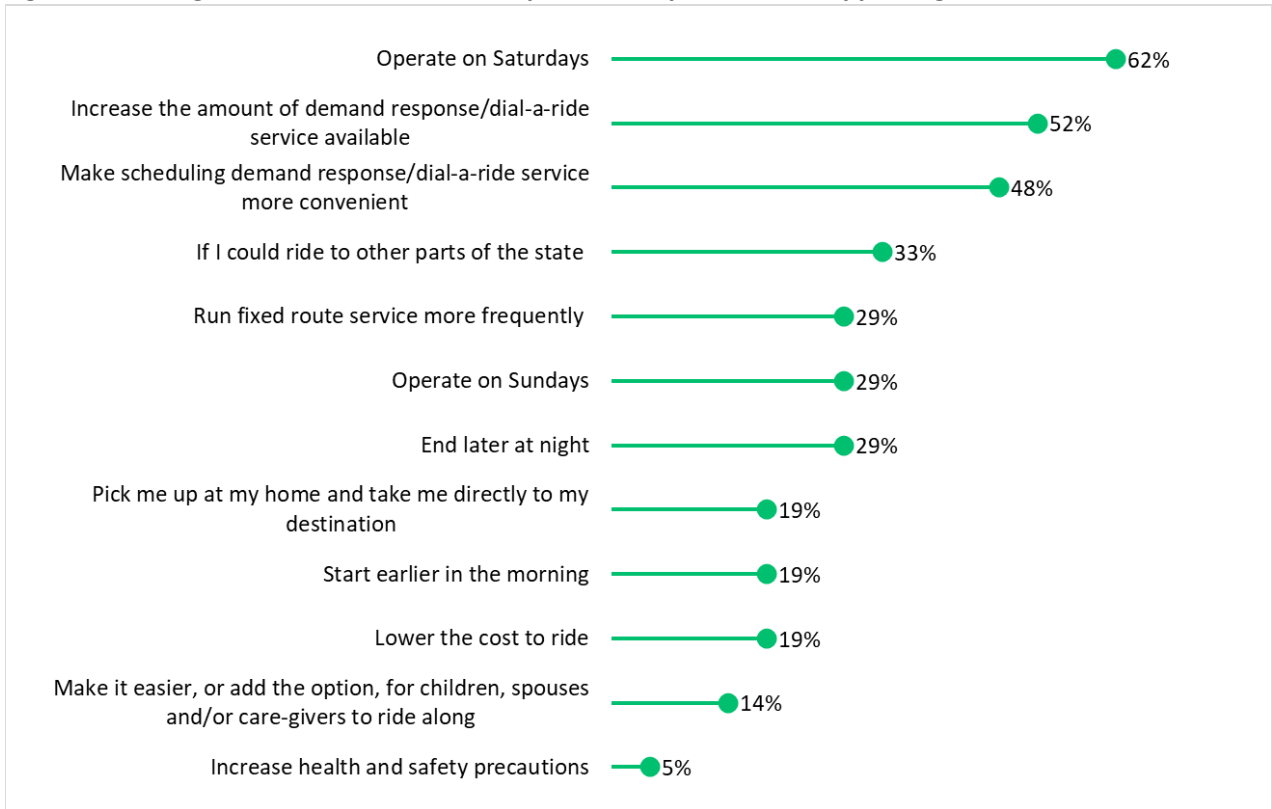 Operate on Saturdays 62%
Increase the amount of demand response/dial-a-ride
service available 52%
Make scheduling demand response/dial-a-ride service
more convenient 48%
If I could ride to other parts of the state 33%
Run fixed route service more frequently 29%
Operate on Sundays 29%
End later at night 29%
Pick me up at my home and take me directly to my
destination 19%
Start earlier in the morning 19%
Lower the cost to ride 19%
Make it easier, or add the option, for children, spouses
and/or care-givers to ride along 14%
Increase health and safety precautions 5%